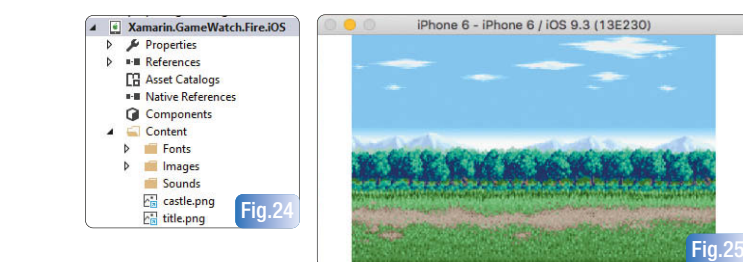 Xamarin.GameWatch.Fire.iOS
Properties
References
Asset Catalogs
Native References
Components
Content
Fonts
Images
Sounds
castle.png
title.png
Fig.24
iPhone 6 - iPhone 6 / iOS 9.3 (13E230)
Fig.25